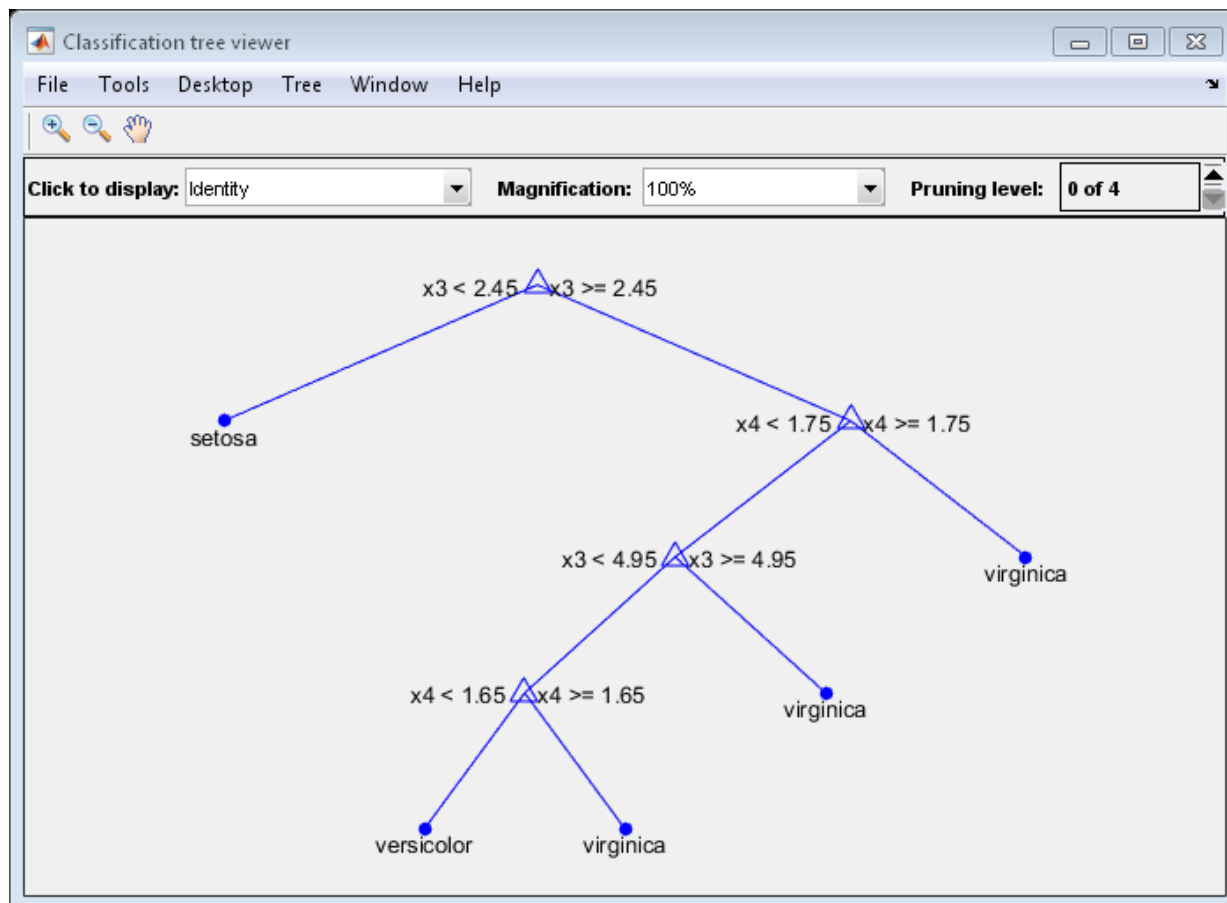 Classification tree viewer
File Tools Desktop Tree Window Help
Click to display: Identity Magnification: 100% Pruning level: 0 of 4
x3 < 2.45 x3 >= 2.45
setosa
x4 < 1.75 x4 >= 1.75
x3 < 4.95 x3 >= 4.95
virginica
x4 < 1.65 x4 >= 1.65
virginica
versicolor virginica